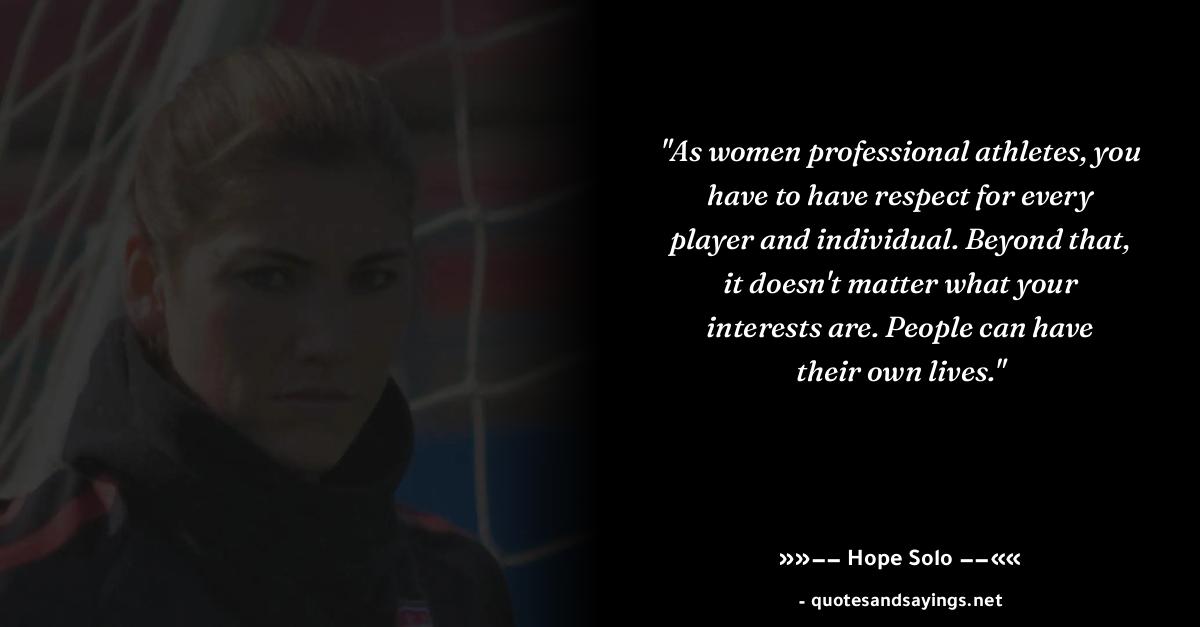 "As women professional athletes, you
have to have respect for every
player and individual. Beyond that,
it doesn't matter what your
interests are. People can have
their own lives."
»»−− Hope Solo −−««
- quotesandsayings.net